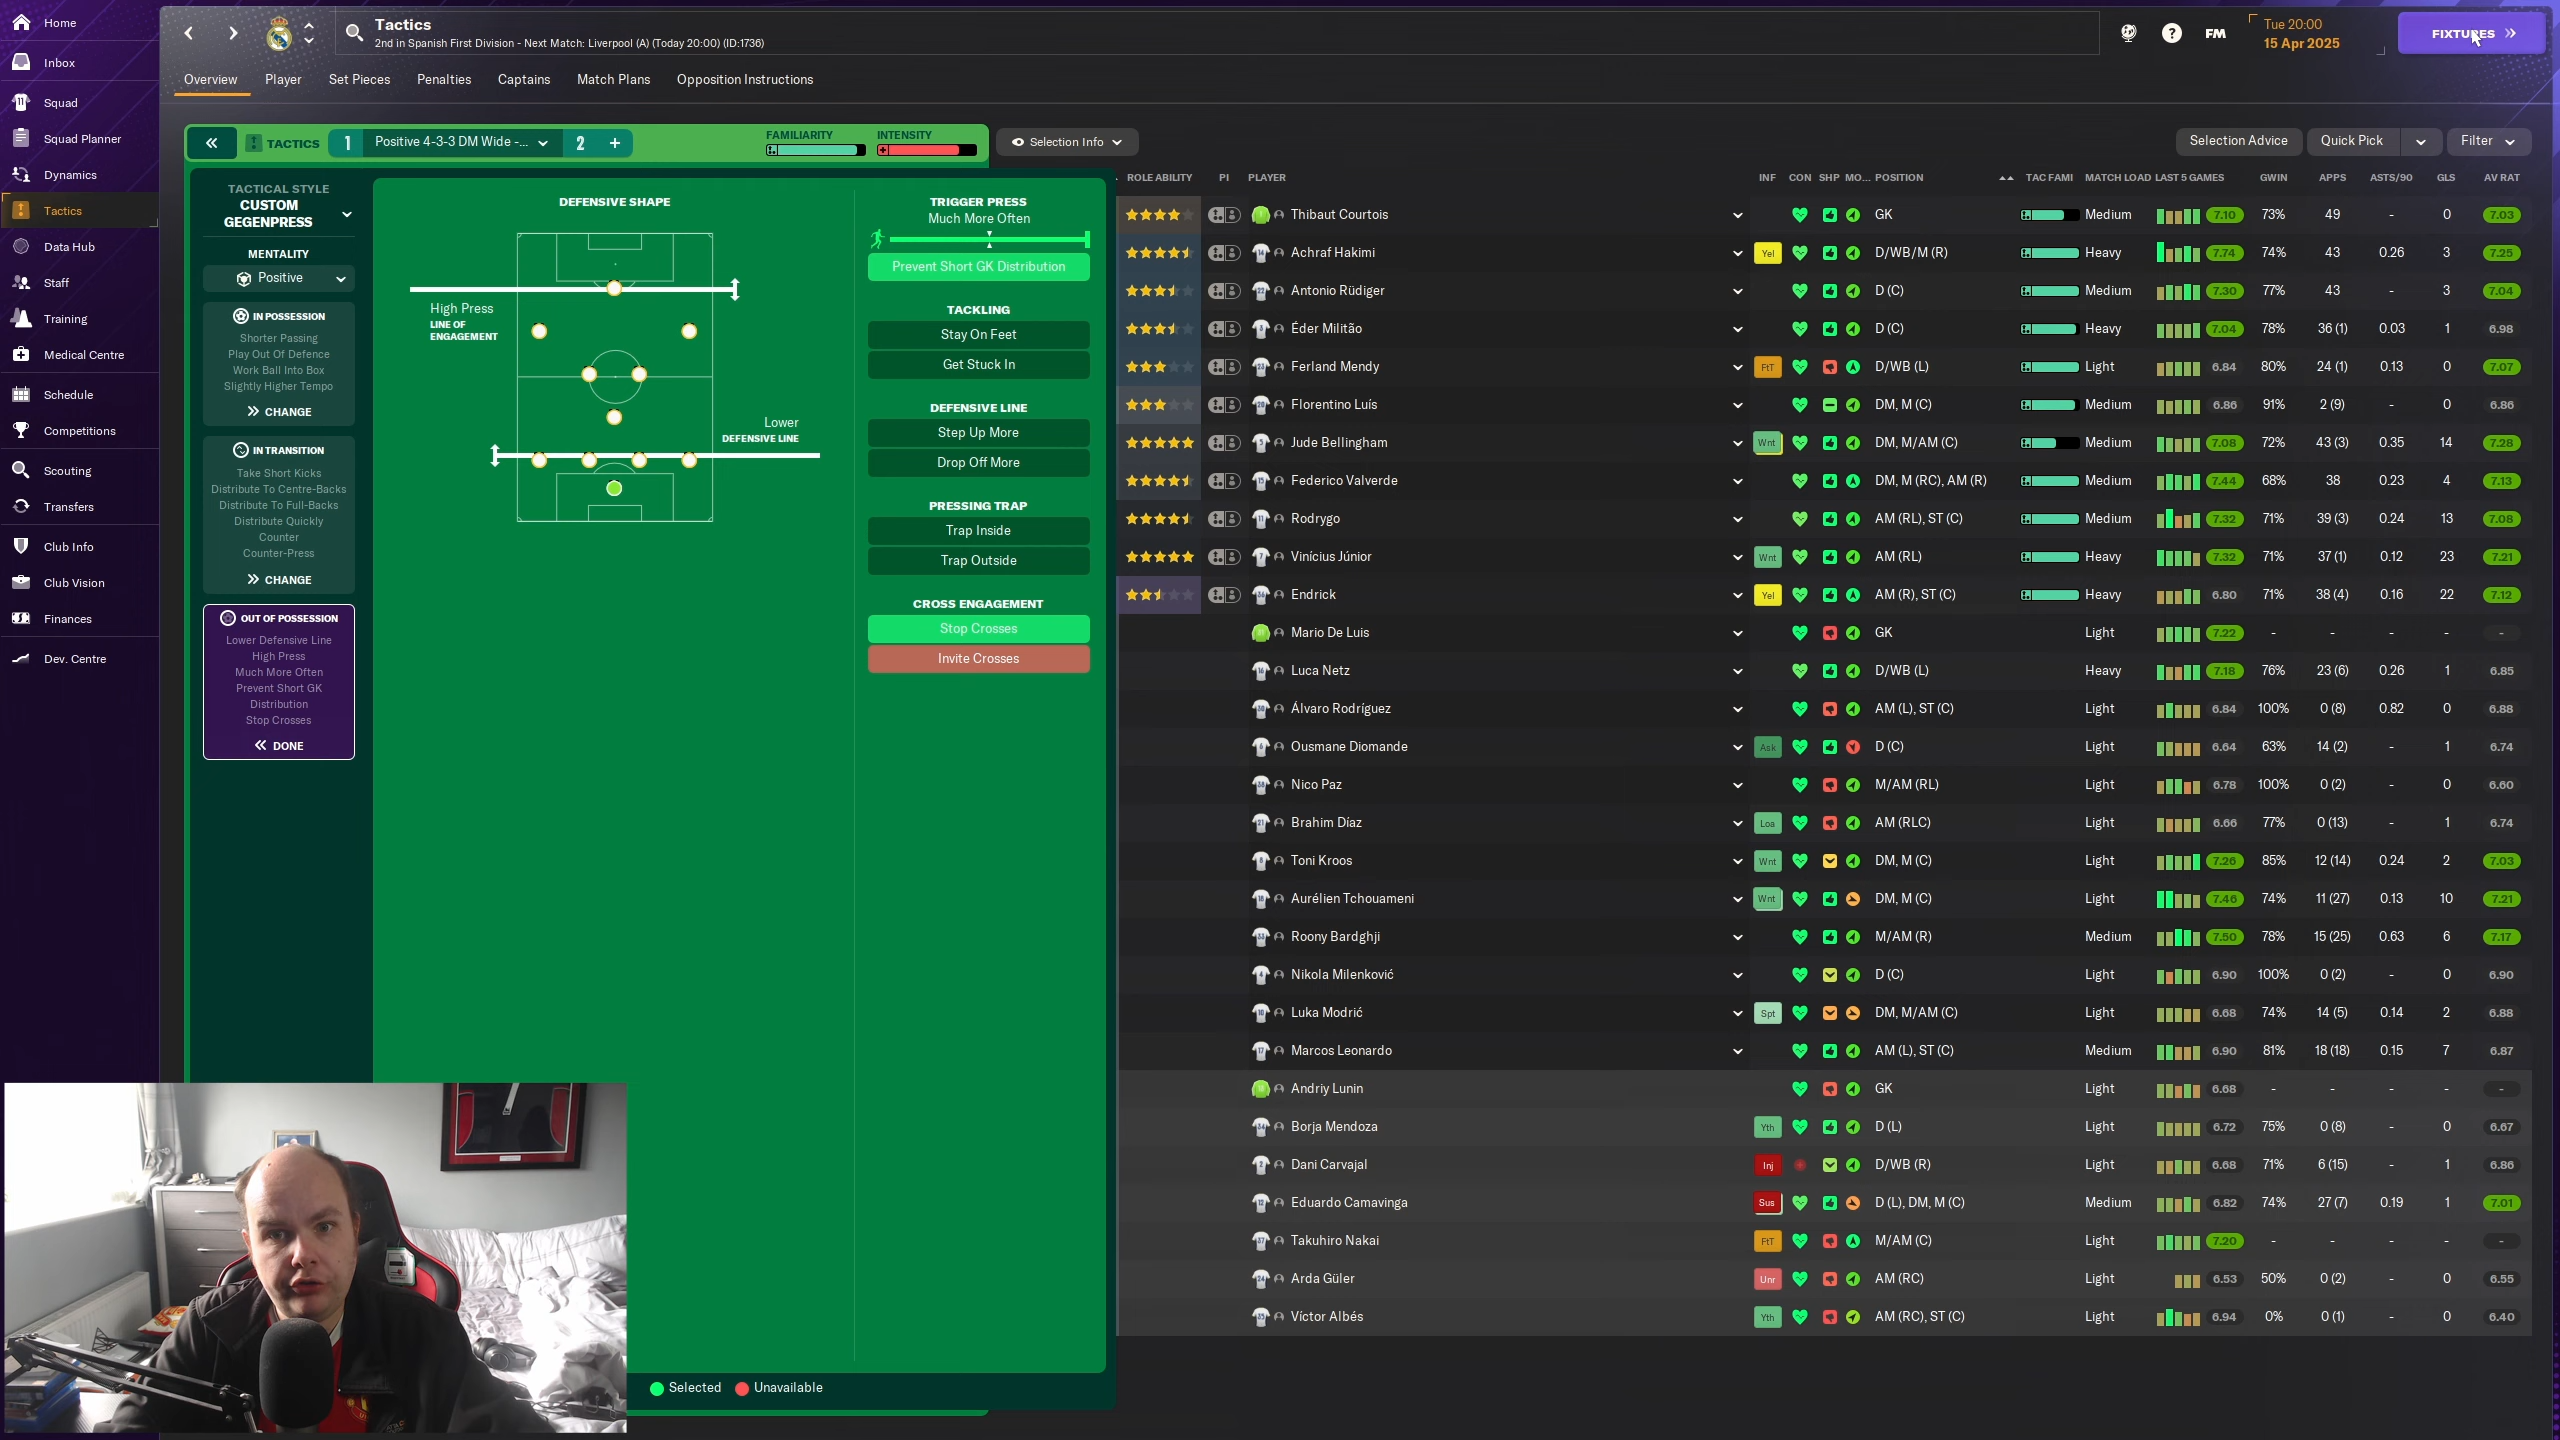 Home
Inbox
Squad
Squad Planner
Dynamics
Tactics
Data Hub
Staff
Training
Medical Centre
Schedule
Competitions
Scouting
Transfers
Club Info
Club Vision
Finances
Dev. Centre
Tactics
2nd in Spanish First Division - Next Match: Liverpool (A) (Today 20:00) (ID:1736)
FM
Tue 20:00
15 Apr 2025
FIXTURES
Overview Player Set Pieces Penalties Captains Match Plans Opposition Instructions
TACTICS 1 Positive 4-3-3 DM Wide -... 2 +
FAMILIARITY INTENSITY
Selection Info
Selection Advice Quick Pick Filter
TACTICAL STYLE
CUSTOM
GEGENPRESS
MENTALITY
Positive
IN POSSESSION
Shorter Passing
Play Out Of Defence
Work Ball Into Box
Slightly Higher Tempo
CHANGE
IN TRANSITION
Take Short Kicks
Distribute To Centre-Backs
Distribute To Full-Backs
Distribute Quickly
Counter
Counter-Press
CHANGE
OUT OF POSSESSION
Lower Defensive Line
High Press
Much More Often
Prevent Short GK
Distribution
Stop Crosses
DONE
DEFENSIVE SHAPE
High Press
LINE OF
ENGAGEMENT
Lower
DEFENSIVE LINE
TRIGGER PRESS
Much More Often
Prevent Short GK Distribution
TACKLING
Stay On Feet
Get Stuck In
DEFENSIVE LINE
Step Up More
Drop Off More
PRESSING TRAP
Trap Inside
Trap Outside
CROSS ENGAGEMENT
Stop Crosses
Invite Crosses
Selected Unavailable
ROLE ABILITY PI PLAYER INF CON SHP MO... POSITION TAC FAMI MATCH LOAD LAST 5 GAMES GWIN APPS ASTS/90 GLS AV RAT
Thibaut Courtois GK Medium 7.10 73% 49 - 0 7.03
Achraf Hakimi Yel D/WB/M (R) Heavy 7.74 74% 43 0.26 3 7.25
Antonio Rüdiger D (C) Medium 7.30 77% 43 - 3 7.04
Éder Militão D (C) Heavy 7.04 78% 36 (1) 0.03 1 6.98
Ferland Mendy FtT D/WB (L) Light 6.84 80% 24 (1) 0.13 0 7.07
Florentino Luís DM, M (C) Medium 6.86 91% 2 (9) - 0 6.86
Jude Bellingham Wnt DM, M/AM (C) Medium 7.08 72% 43 (3) 0.35 14 7.28
Federico Valverde DM, M (RC), AM (R) Medium 7.44 68% 38 0.23 4 7.13
Rodrygo AM (RL), ST (C) Medium 7.32 71% 39 (3) 0.24 13 7.08
Vinícius Júnior Wnt AM (RL) Heavy 7.32 71% 37 (1) 0.12 23 7.21
Endrick Yel AM (R), ST (C) Heavy 6.80 71% 38 (4) 0.16 22 7.12
Mario De Luis GK Light 7.22 - - - - -
Luca Netz D/WB (L) Heavy 7.18 76% 23 (6) 0.26 1 6.85
Álvaro Rodríguez AM (L), ST (C) Light 6.84 100% 0 (8) 0.82 0 6.88
Ousmane Diomande Ask D (C) Light 6.64 63% 14 (2) - 1 6.74
Nico Paz M/AM (RL) Light 6.78 100% 0 (2) - 0 6.60
Brahim Díaz Loa AM (RLC) Light 6.66 77% 0 (13) - 1 6.74
Toni Kroos Wnt DM, M (C) Light 7.26 85% 12 (14) 0.24 2 7.03
Aurélien Tchouameni Wnt DM, M (C) Light 7.46 74% 11 (27) 0.13 10 7.21
Roony Bardghji M/AM (R) Medium 7.50 78% 15 (25) 0.63 6 7.17
Nikola Milenković D (C) Light 6.90 100% 0 (2) - 0 6.90
Luka Modrić Spt DM, M/AM (C) Light 6.68 74% 14 (5) 0.14 2 6.88
Marcos Leonardo AM (L), ST (C) Medium 6.90 81% 18 (18) 0.15 7 6.87
Andriy Lunin GK Light 6.68 - - - - -
Borja Mendoza Yth D (L) Light 6.72 75% 0 (8) - 0 6.67
Dani Carvajal Inj D/WB (R) Light 6.68 71% 6 (15) - 1 6.86
Eduardo Camavinga Sus D (L), DM, M (C) Medium 6.82 74% 27 (7) 0.19 1 7.01
Takuhiro Nakai FtT M/AM (C) Light 7.20 - - - - -
Arda Güler Unr AM (RC) Light 6.53 50% 0 (2) - 0 6.55
Víctor Albés Yth AM (RC), ST (C) Light 6.94 0% 0 (1) - 0 6.40